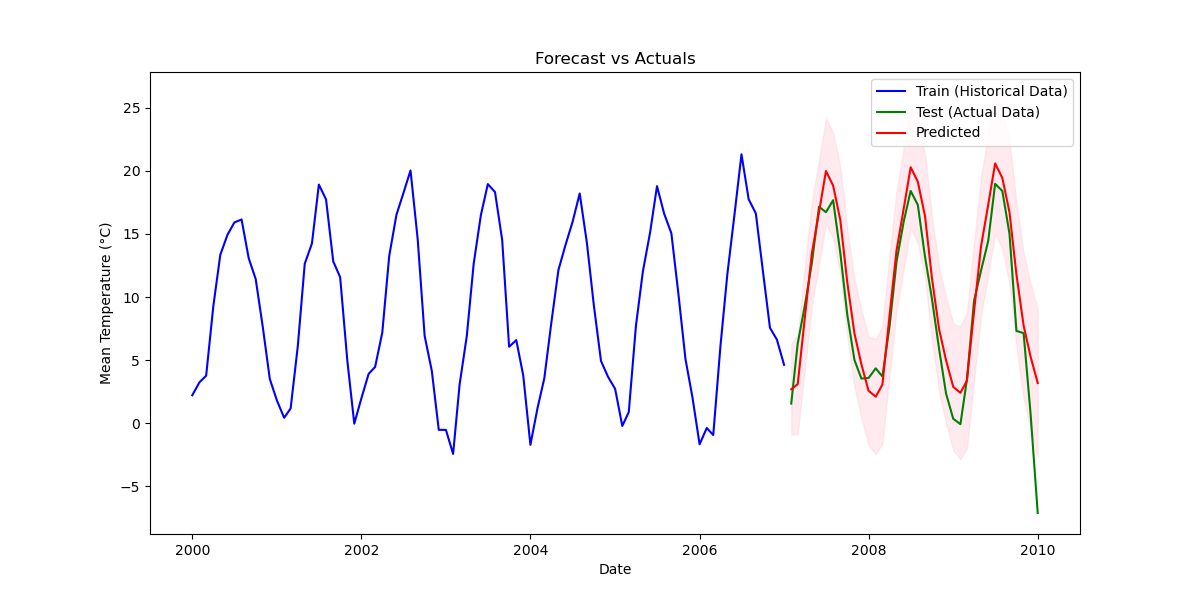 Forecast vs Actuals
Train (Historical Data)
Test (Actual Data)
Predicted
Mean Temperature (°C)
25
20
15
10
5
0
−5
2000 2002 2004 2006 2008 2010
Date